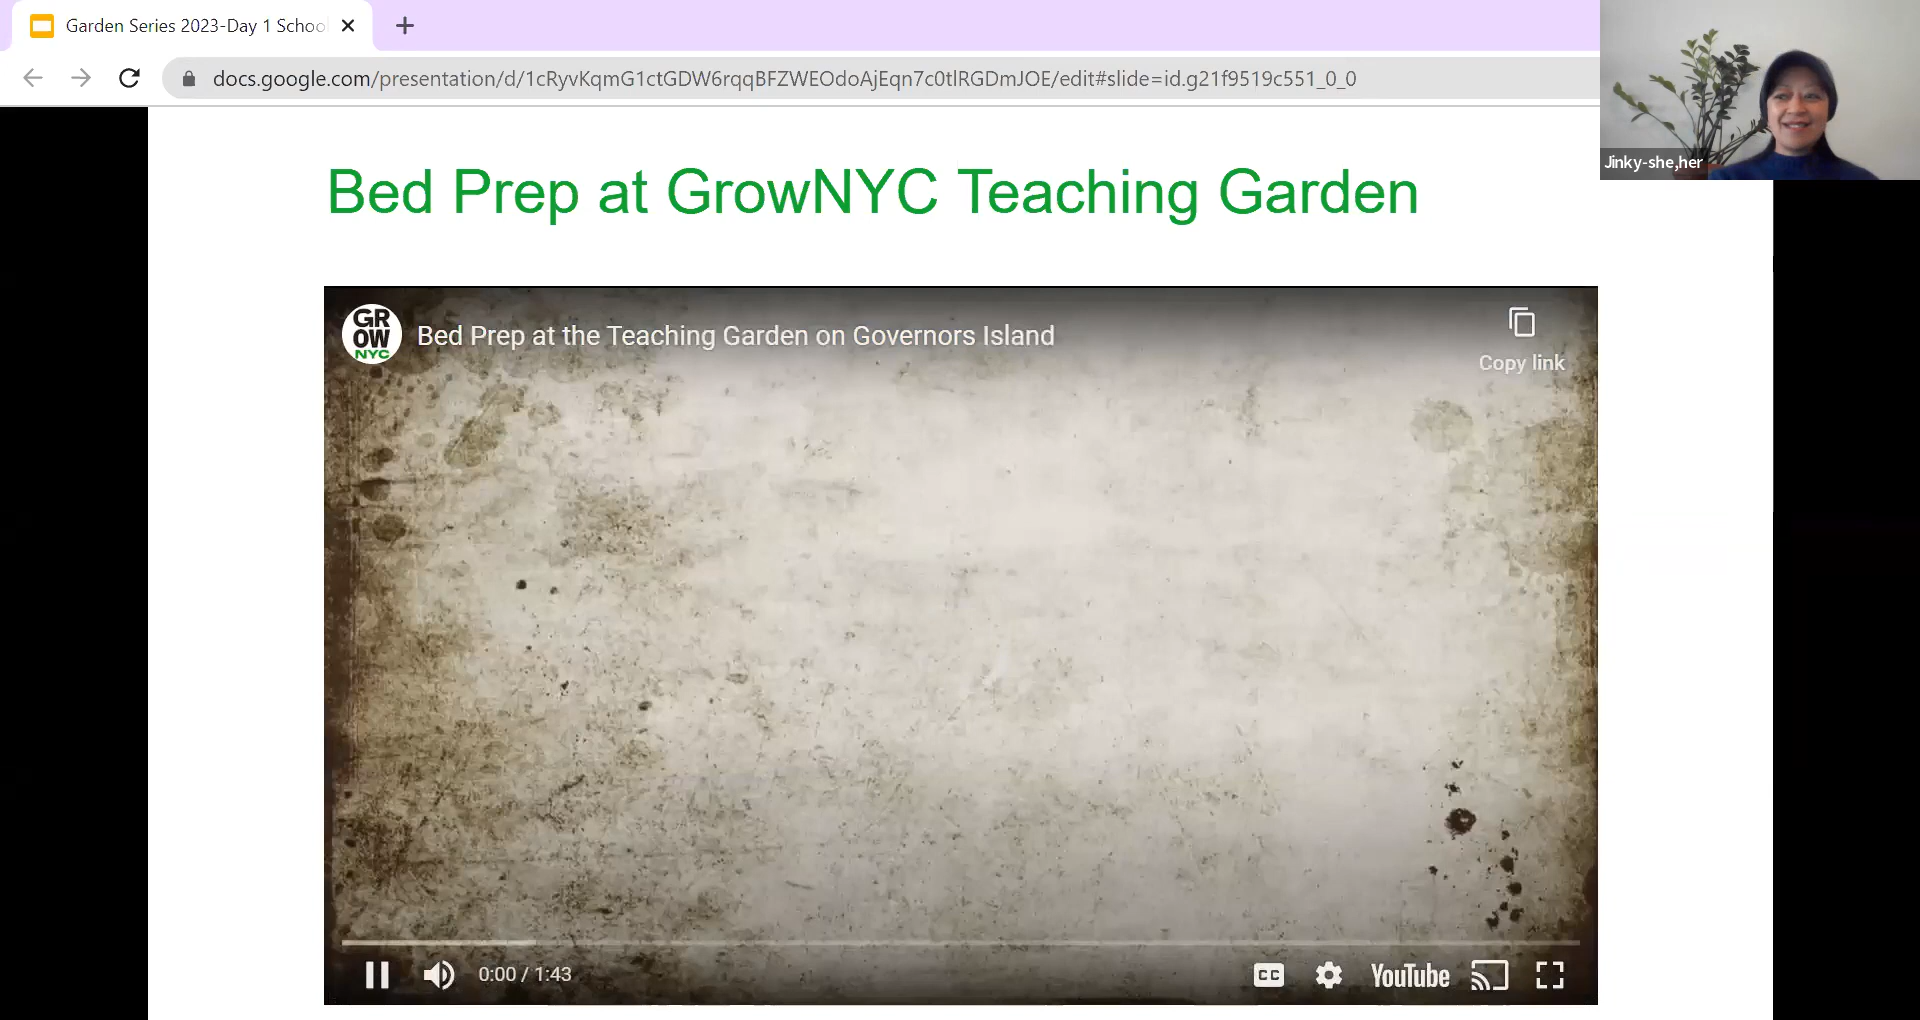 Garden Series 2023-Day 1 Schoo
docs.google.com/presentation/d/1cRyvKqmG1ctGDW6rqqBFZWEOdoAjEqn7c0tlRGDmJOE/edit#slide=id.g21f9519c551_0_0
Jinky-she,her
Bed Prep at GrowNYC Teaching Garden
GR
OW
NYC
Bed Prep at the Teaching Garden on Governors Island
Copy link
0:00 / 1:43
CC
YouTube